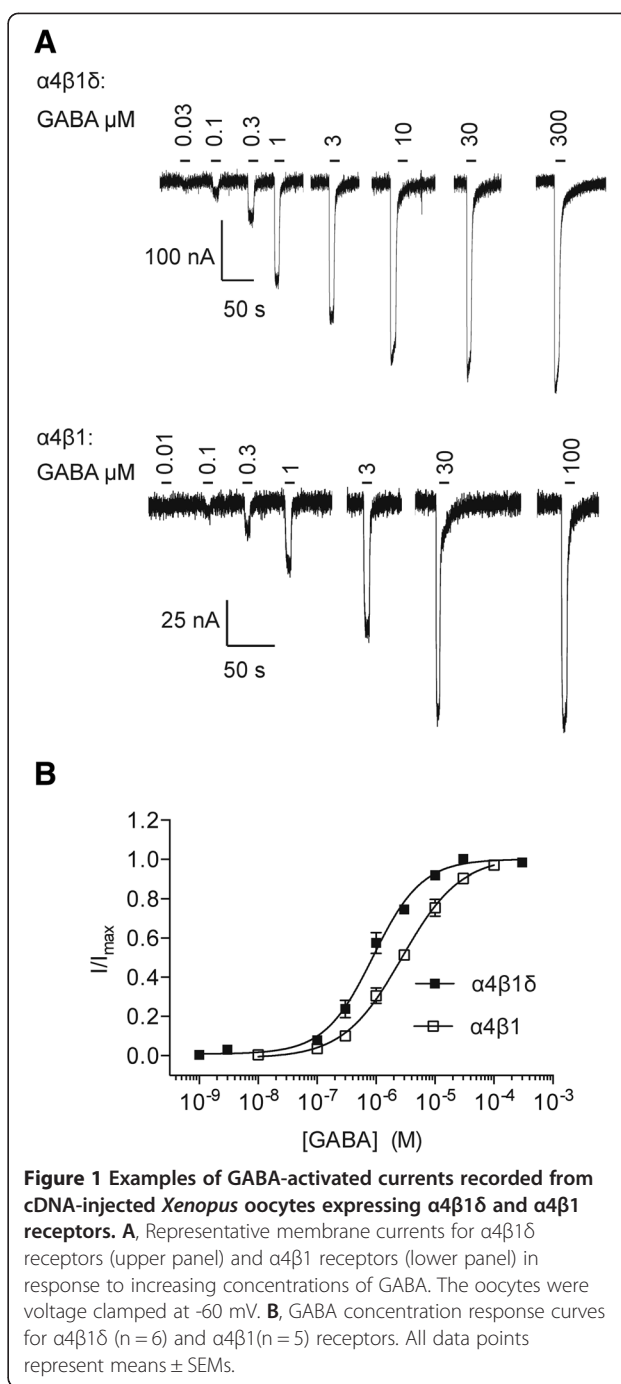 A
α4β1δ:
GABA µM
0.03
0.1
0.3
1
3
10
30
300
100 nA
50 s
α4β1:
GABA µM
0.01
0.1
0.3
1
3
30
100
25 nA
50 s
B
1.2
1.0
0.8
0.6
0.4
0.2
0.0
I/Imax
α4β1δ
α4β1
10⁻⁹ 10⁻⁸ 10⁻⁷ 10⁻⁶ 10⁻⁵ 10⁻⁴ 10⁻³
[GABA] (M)
Figure 1 Examples of GABA-activated currents recorded from
cDNA-injected Xenopus oocytes expressing α4β1δ and α4β1
receptors. A, Representative membrane currents for α4β1δ
receptors (upper panel) and α4β1 receptors (lower panel) in
response to increasing concentrations of GABA. The oocytes were
voltage clamped at -60 mV. B, GABA concentration response curves
for α4β1δ (n = 6) and α4β1(n = 5) receptors. All data points
represent means ± SEMs.